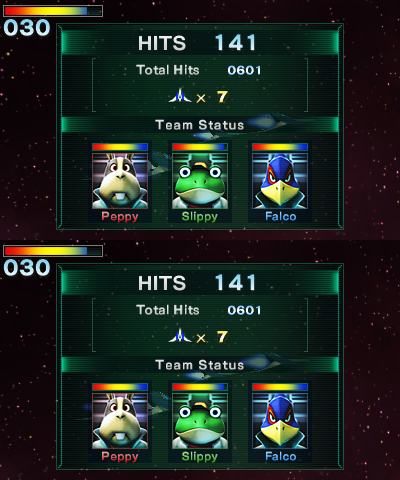 030
HITS 141
Total Hits 0601
× 7
Team Status
Peppy Slippy Falco
030
HITS 141
Total Hits 0601
× 7
Team Status
Peppy Slippy Falco